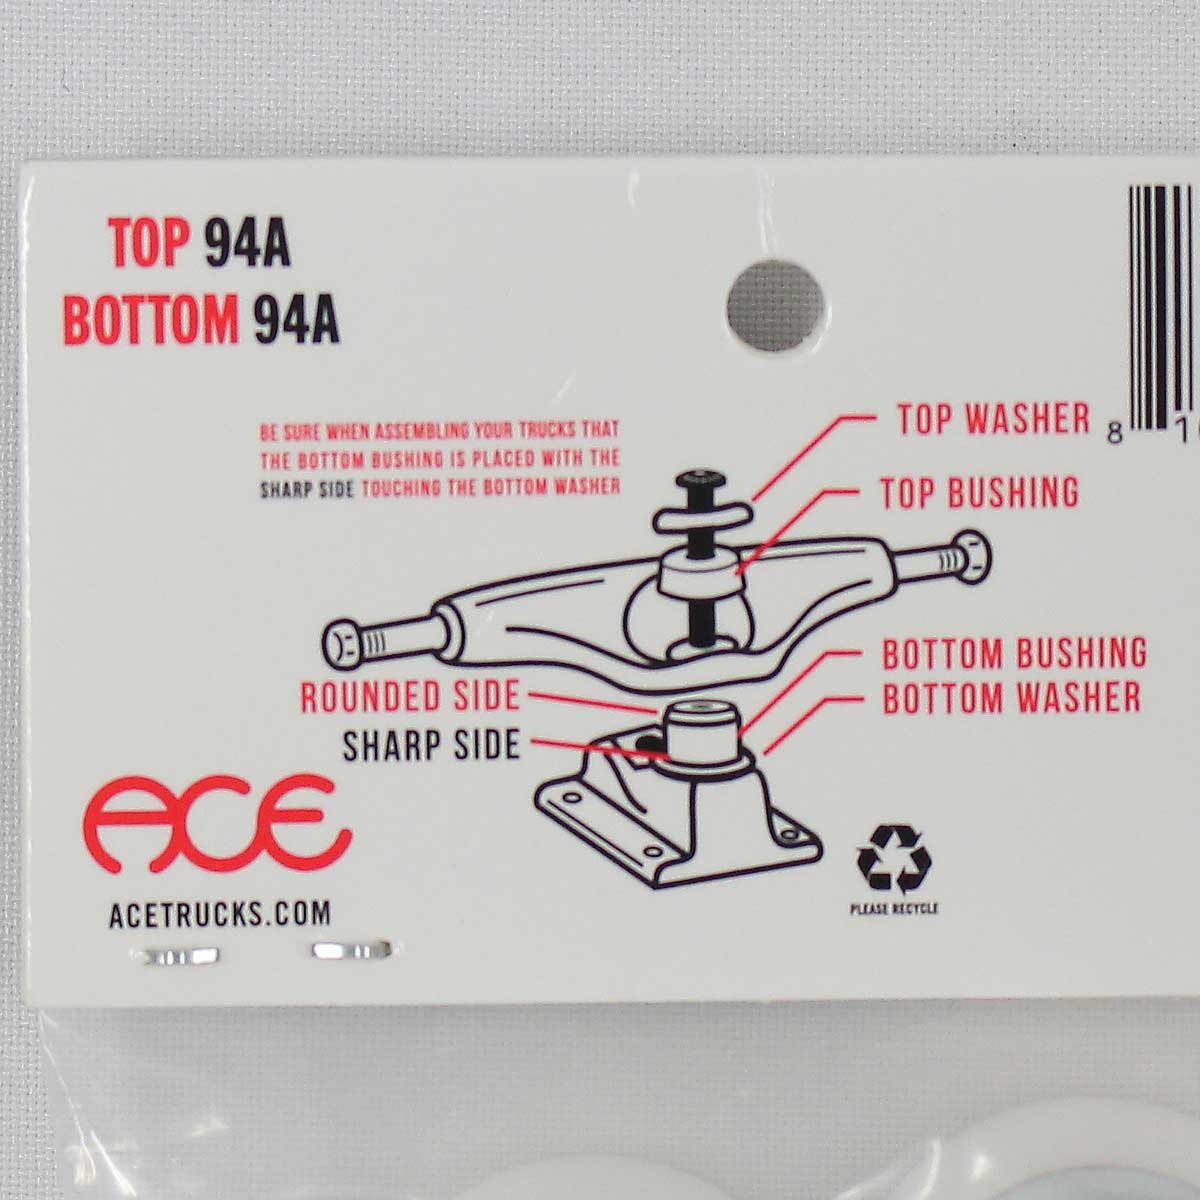 TOP 94A
BOTTOM 94A
BE SURE WHEN ASSEMBLING YOUR TRUCKS THAT
THE BOTTOM BUSHING IS PLACED WITH THE
SHARP SIDE TOUCHING THE BOTTOM WASHER
TOP WASHER
8 1
TOP BUSHING
BOTTOM BUSHING
BOTTOM WASHER
ROUNDED SIDE
SHARP SIDE
ACE
ACETRUCKS.COM
PLEASE RECYCLE